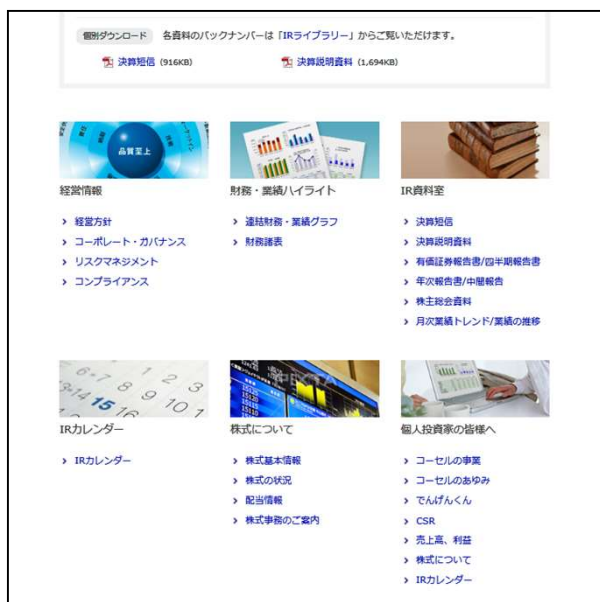 個別ダウンロード 各資料のバックナンバーは「IRライブラリー」からご覧いただけます。
決算短信 (916KB) 決算説明資料 (1,694KB)
品質至上
経営情報
› 経営方針
› コーポレート・ガバナンス
› リスクマネジメント
› コンプライアンス
財務・業績ハイライト
› 連結財務・業績グラフ
› 財務諸表
IR資料室
› 決算短信
› 決算説明資料
› 有価証券報告書/四半期報告書
› 年次報告書/中間報告
› 株主総会資料
› 月次業績トレンド/業績の推移
6 7 8 9 10 1 2 3
14 15 16
IRカレンダー
› IRカレンダー
15110
15120
株式について
› 株式基本情報
› 株式の状況
› 配当情報
› 株式事務のご案内
個人投資家の皆様へ
› コーセルの事業
› コーセルのあゆみ
› でんげんくん
› CSR
› 売上高、利益
› 株式について
› IRカレンダー